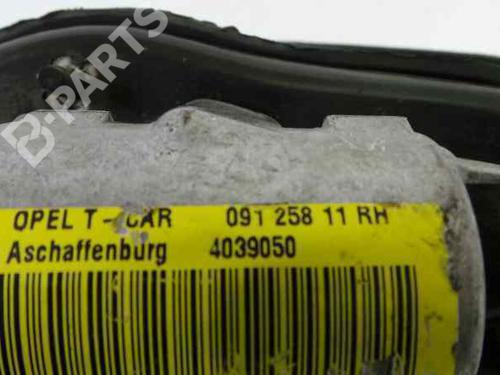 B-PARTS
OPEL T-CAR 091 258 11 RH
Aschaffenburg 4039050